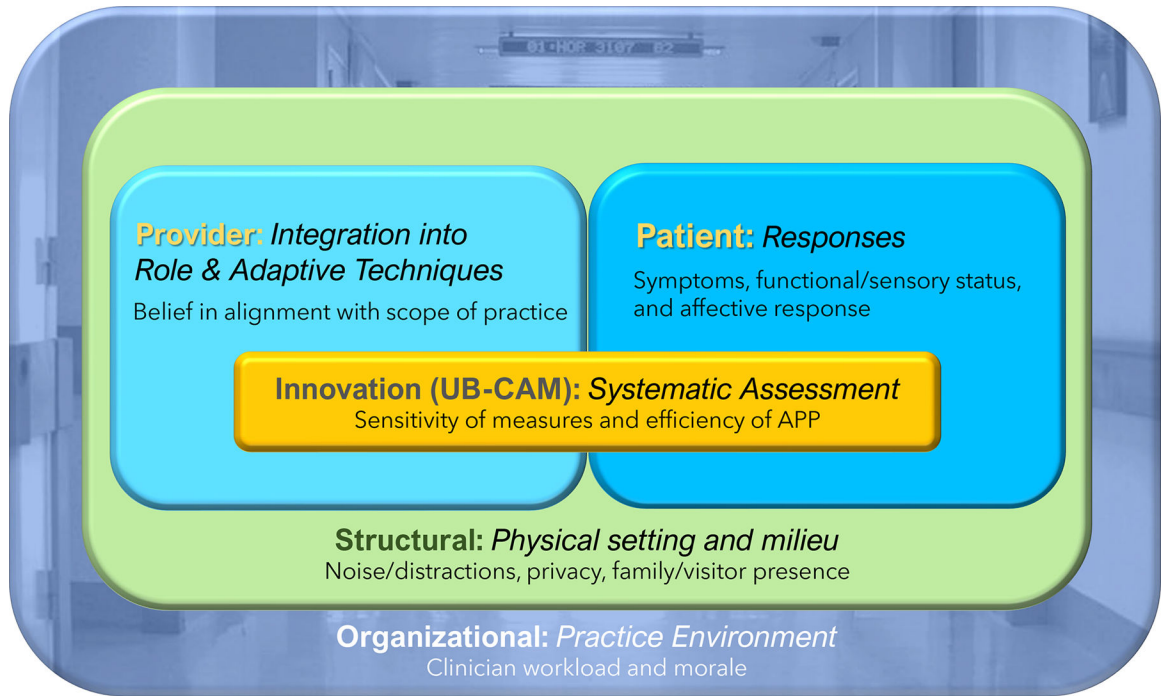 Provider: Integration into
Role & Adaptive Techniques
Belief in alignment with scope of practice
Patient: Responses
Symptoms, functional/sensory status,
and affective response
Innovation (UB-CAM): Systematic Assessment
Sensitivity of measures and efficiency of APP
Structural: Physical setting and milieu
Noise/distractions, privacy, family/visitor presence
Organizational: Practice Environment
Clinician workload and morale